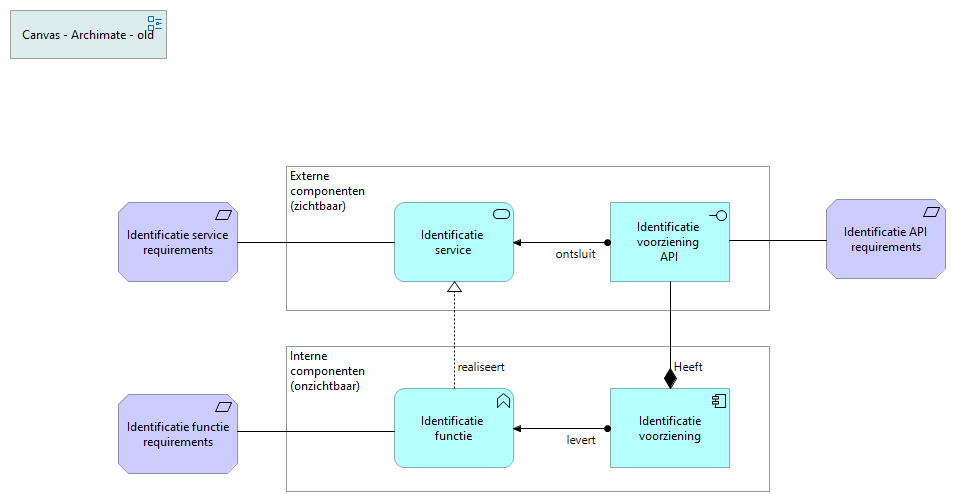 Canvas - Archimate - old
Externe
componenten
(zichtbaar)
Identificatie service
requirements
Identificatie
service
ontsluit
Identificatie
voorziening
API
Identificatie API
requirements
realiseert
Heeft
Interne
componenten
(onzichtbaar)
Identificatie functie
requirements
Identificatie
functie
levert
Identificatie
voorziening